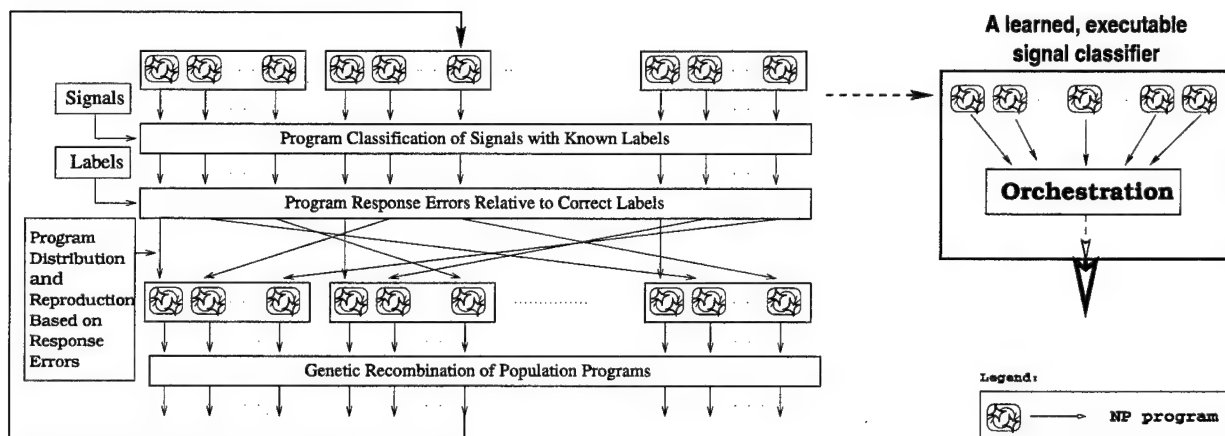 A learned, executable
signal classifier
Signals
Program Classification of Signals with Known Labels
Labels
Program Response Errors Relative to Correct Labels
Program
Distribution
and
Reproduction
Based on
Response
Errors
Orchestration
Genetic Recombination of Population Programs
Legend:
NP program